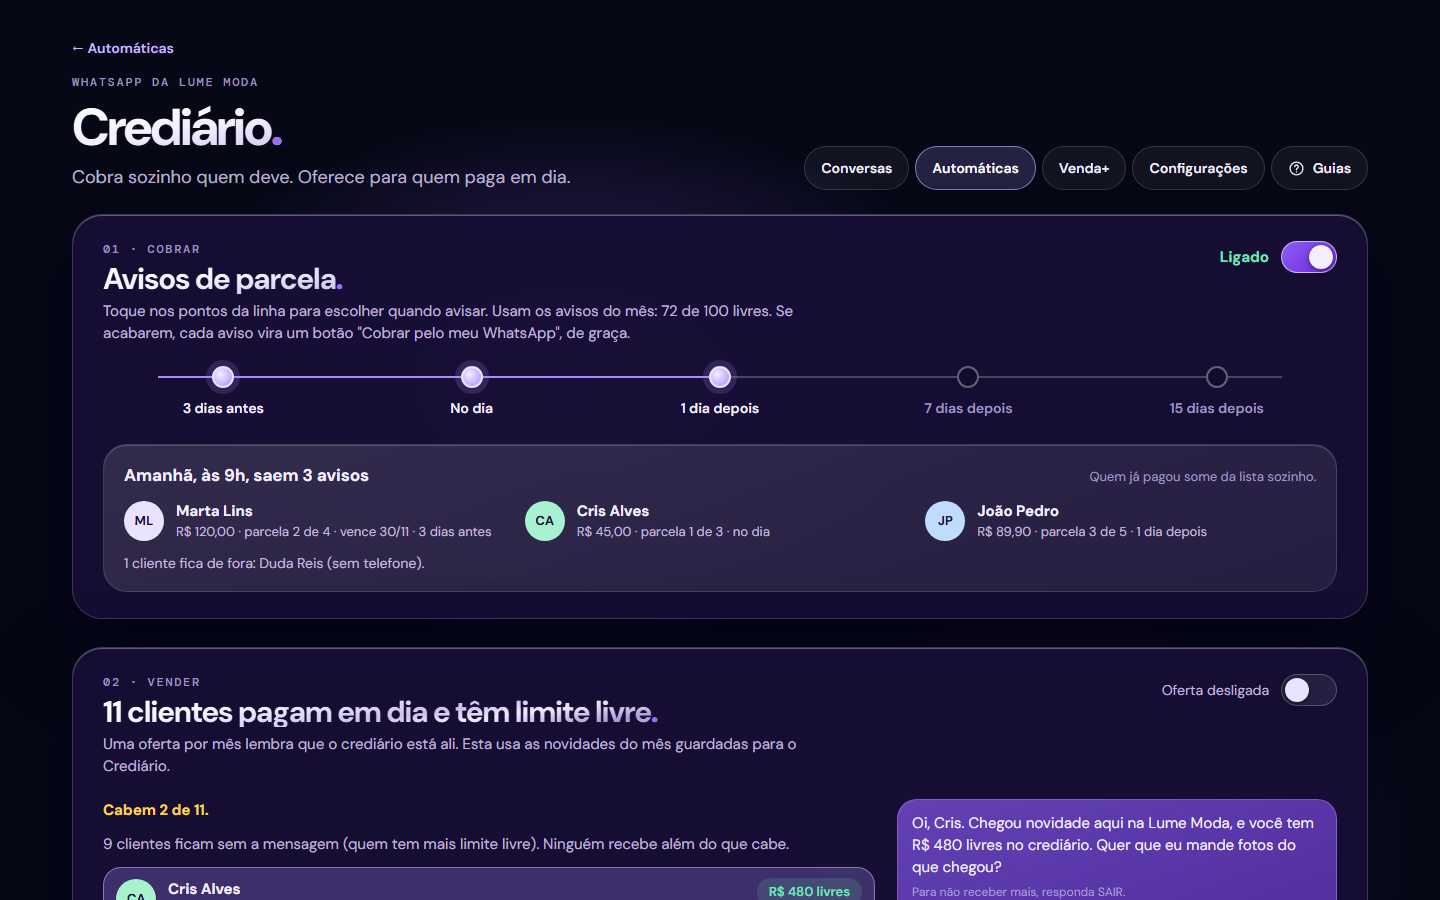 ← Automáticas
WHATSAPP DA LUME MODA
Crediário.
Cobra sozinho quem deve. Oferece para quem paga em dia.
Conversas
Automáticas
Venda+
Configurações
Guias
01 · COBRAR
Avisos de parcela.
Ligado
Toque nos pontos da linha para escolher quando avisar. Usam os avisos do mês: 72 de 100 livres. Se
acabarem, cada aviso vira um botão "Cobrar pelo meu WhatsApp", de graça.
3 dias antes
No dia
1 dia depois
7 dias depois
15 dias depois
Amanhã, às 9h, saem 3 avisos
Quem já pagou some da lista sozinho.
ML
Marta Lins
R$ 120,00 · parcela 2 de 4 · vence 30/11 · 3 dias antes
CA
Cris Alves
R$ 45,00 · parcela 1 de 3 · no dia
JP
João Pedro
R$ 89,90 · parcela 3 de 5 · 1 dia depois
1 cliente fica de fora: Duda Reis (sem telefone).
02 · VENDER
11 clientes pagam em dia e têm limite livre.
Oferta desligada
Uma oferta por mês lembra que o crediário está ali. Esta usa as novidades do mês guardadas para o
Crediário.
Cabem 2 de 11.
9 clientes ficam sem a mensagem (quem tem mais limite livre). Ninguém recebe além do que cabe.
CA
Cris Alves
R$ 480 livres
Oi, Cris. Chegou novidade aqui na Lume Moda, e você tem
R$ 480 livres no crediário. Quer que eu mande fotos do
que chegou?
Para não receber mais, responda SAIR.